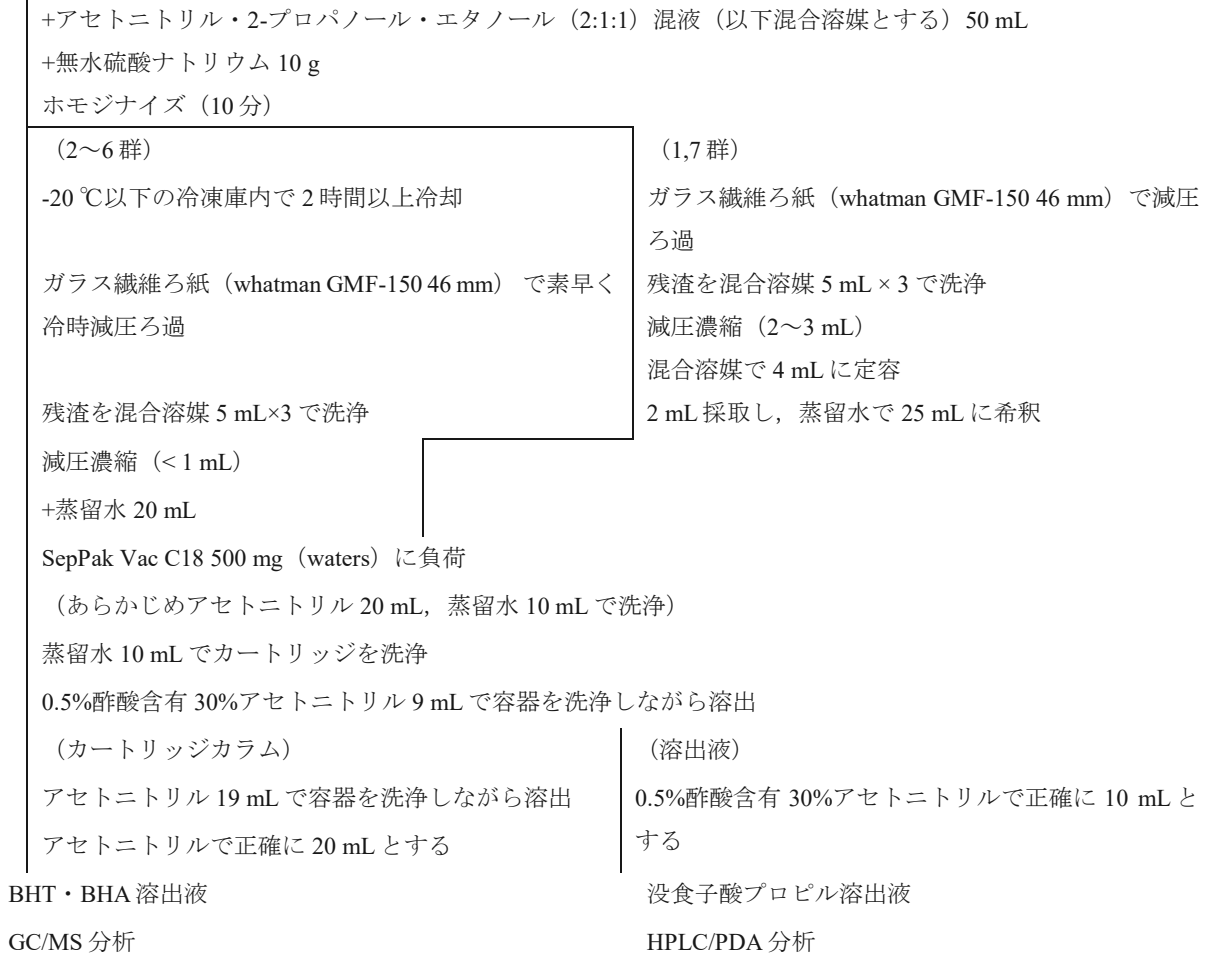 +アセトニトリル・2-プロパノール・エタノール（2:1:1）混液（以下混合溶媒とする）50 mL
+無水硫酸ナトリウム 10 g
ホモジナイズ（10 分）
（2～6 群）
-20 ℃以下の冷凍庫内で 2 時間以上冷却
ガラス繊維ろ紙（whatman GMF-150 46 mm） で素早く
冷時減圧ろ過
残渣を混合溶媒 5 mL×3 で洗浄
（1,7 群）
ガラス繊維ろ紙（whatman GMF-150 46 mm）で減圧
ろ過
残渣を混合溶媒 5 mL × 3 で洗浄
減圧濃縮（2～3 mL）
混合溶媒で 4 mL に定容
2 mL 採取し，蒸留水で 25 mL に希釈
減圧濃縮（< 1 mL）
+蒸留水 20 mL
SepPak Vac C18 500 mg（waters）に負荷
（あらかじめアセトニトリル 20 mL，蒸留水 10 mL で洗浄）
蒸留水 10 mL でカートリッジを洗浄
0.5%酢酸含有 30%アセトニトリル 9 mL で容器を洗浄しながら溶出
（カートリッジカラム）
アセトニトリル 19 mL で容器を洗浄しながら溶出
アセトニトリルで正確に 20 mL とする
（溶出液）
0.5%酢酸含有 30%アセトニトリルで正確に 10 mL と
する
BHT・BHA 溶出液
GC/MS 分析
没食子酸プロピル溶出液
HPLC/PDA 分析